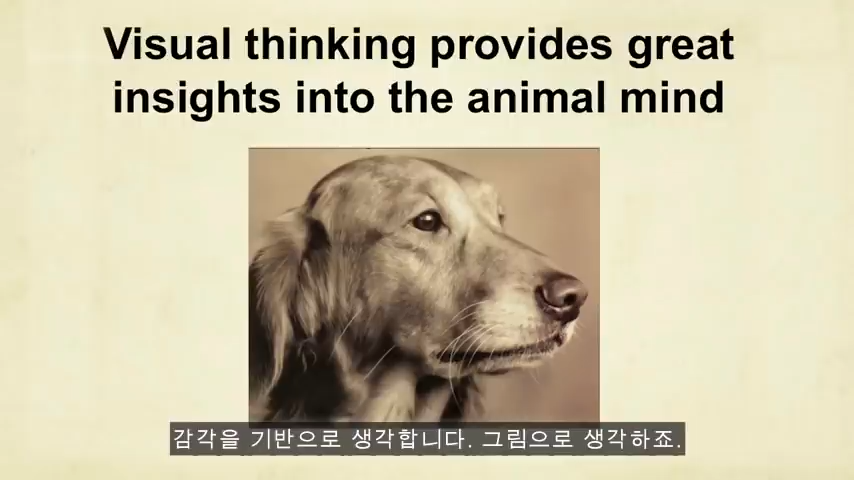 Visual thinking provides great
insights into the animal mind
감각을 기반으로 생각합니다. 그림으로 생각하죠.